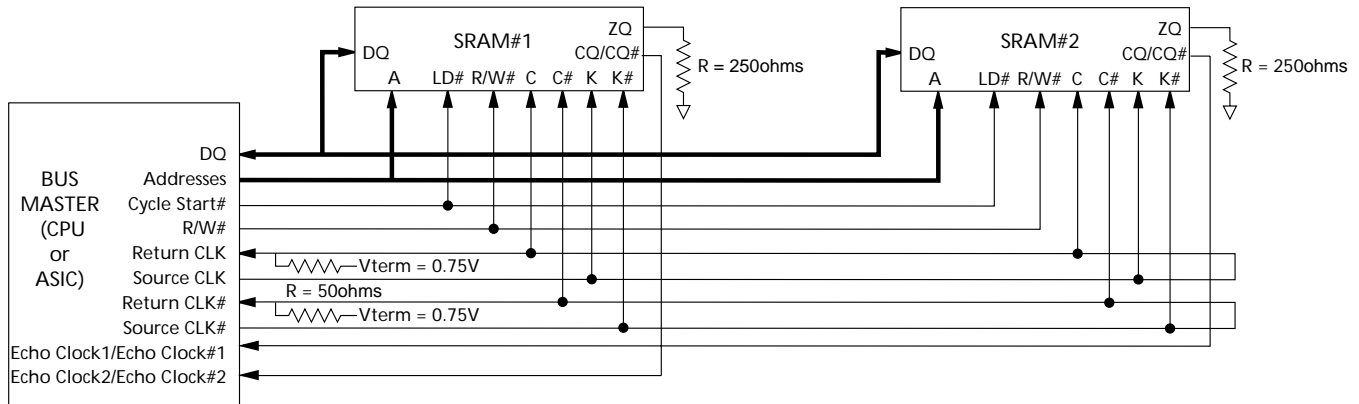 SRAM#1
ZQ
CQ/CQ#
DQ
A LD# R/W# C C# K K#
R = 250ohms
SRAM#2
ZQ
CQ/CQ#
DQ
A LD# R/W# C C# K K#
R = 250ohms
BUS
MASTER
(CPU
or
ASIC)
DQ
Addresses
Cycle Start#
R/W#
Return CLK
Vterm = 0.75V
Source CLK
R = 50ohms
Return CLK#
Vterm = 0.75V
Source CLK#
Echo Clock1/Echo Clock#1
Echo Clock2/Echo Clock#2